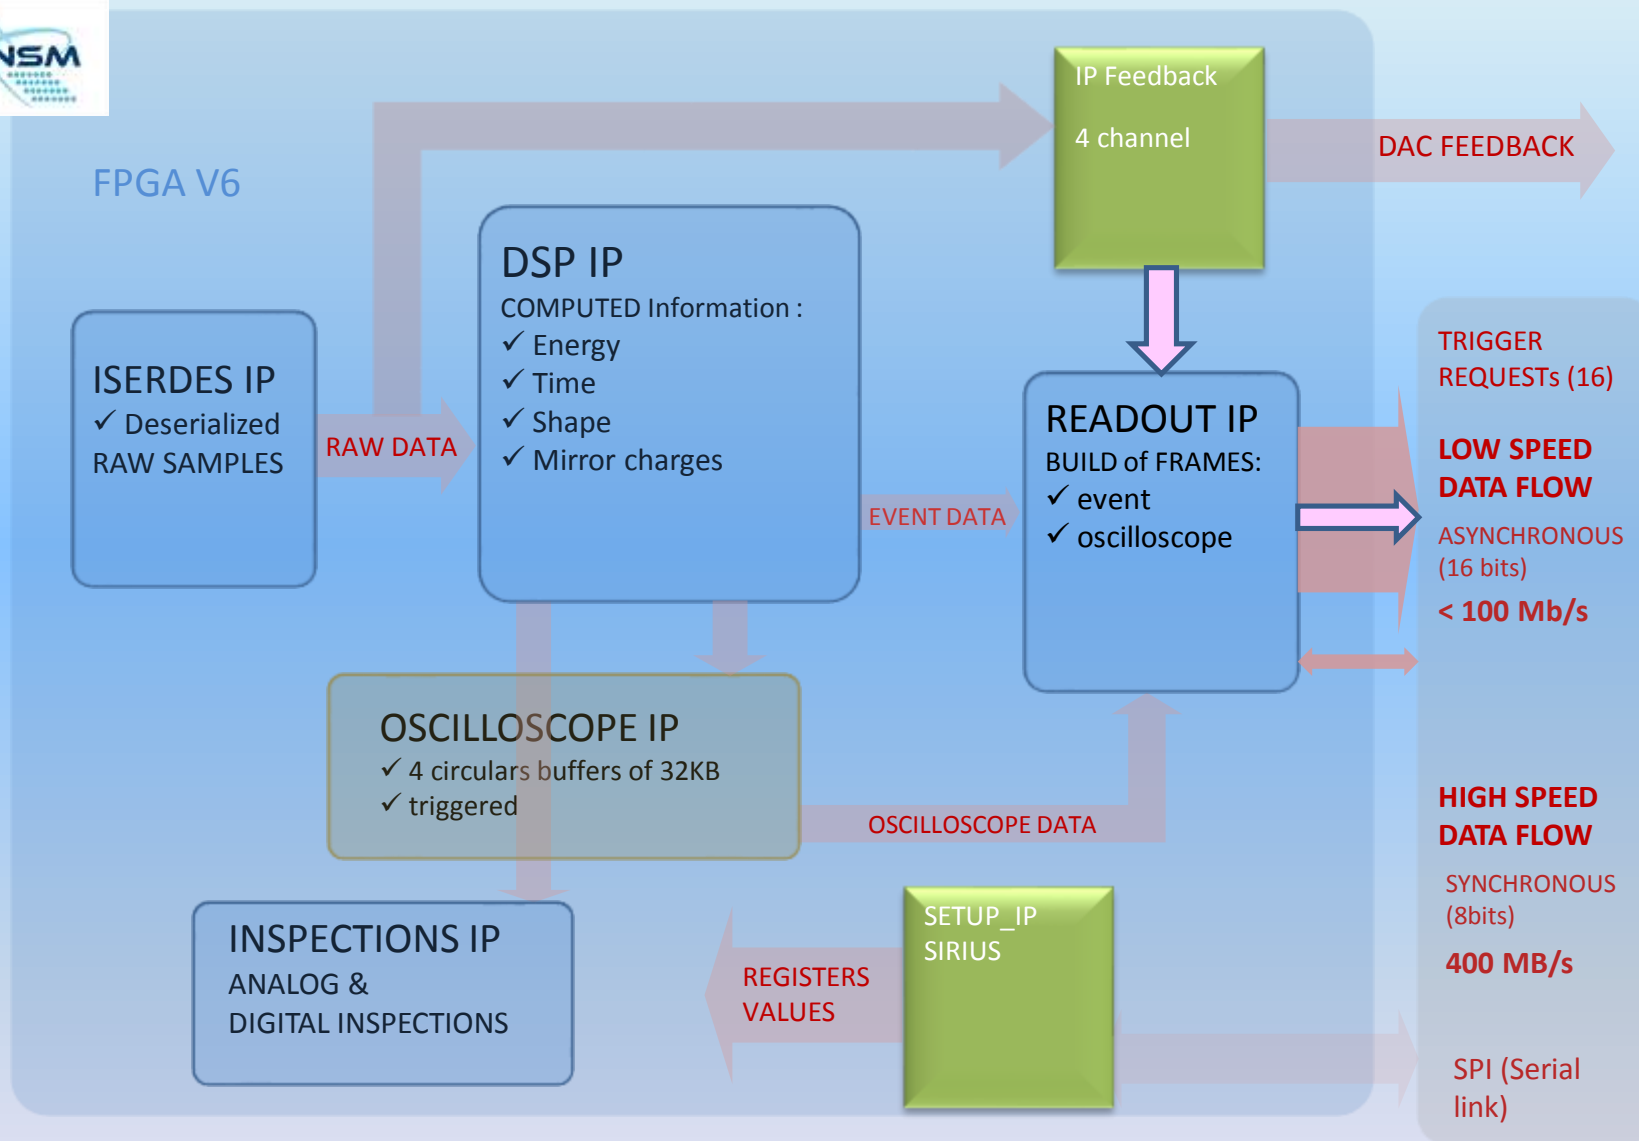 NSM
IP Feedback
4 channel
DAC FEEDBACK
FPGA V6
DSP IP
COMPUTED Information :
✓ Energy
✓ Time
✓ Shape
✓ Mirror charges
ISERDES IP
✓ Deserialized
RAW SAMPLES
RAW DATA
EVENT DATA
READOUT IP
BUILD of FRAMES:
✓ event
✓ oscilloscope
TRIGGER
REQUESTs (16)
LOW SPEED
DATA FLOW
ASYNCHRONOUS
(16 bits)
< 100 Mb/s
OSCILLOSCOPE IP
✓ 4 circulars buffers of 32KB
✓ triggered
OSCILLOSCOPE DATA
HIGH SPEED
DATA FLOW
SYNCHRONOUS
(8bits)
400 MB/s
INSPECTIONS IP
ANALOG &
DIGITAL INSPECTIONS
REGISTERS
VALUES
SETUP_IP
SIRIUS
SPI (Serial
link)